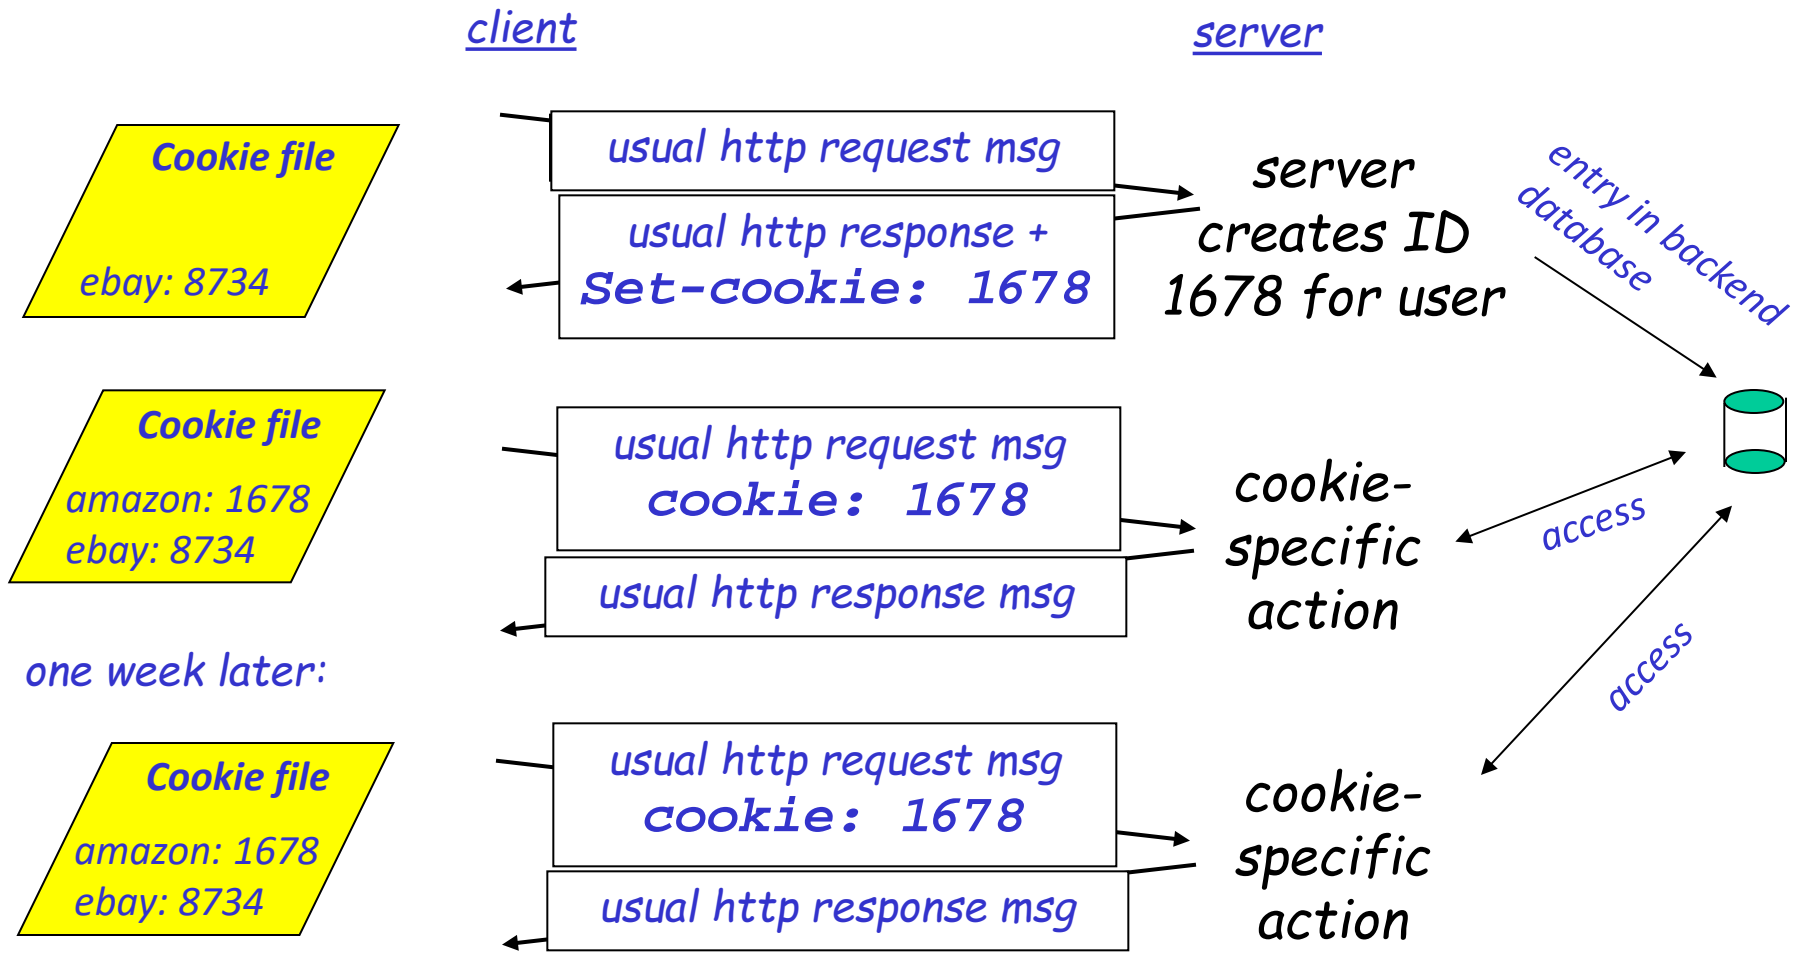 client
server
Cookie file
ebay: 8734
usual http request msg
usual http response +
Set-cookie: 1678
server
creates ID
1678 for user
entry in backend
database
Cookie file
amazon: 1678
ebay: 8734
usual http request msg
cookie: 1678
usual http response msg
cookie-
specific
action
access
access
one week later:
Cookie file
amazon: 1678
ebay: 8734
usual http request msg
cookie: 1678
usual http response msg
cookie-
specific
action